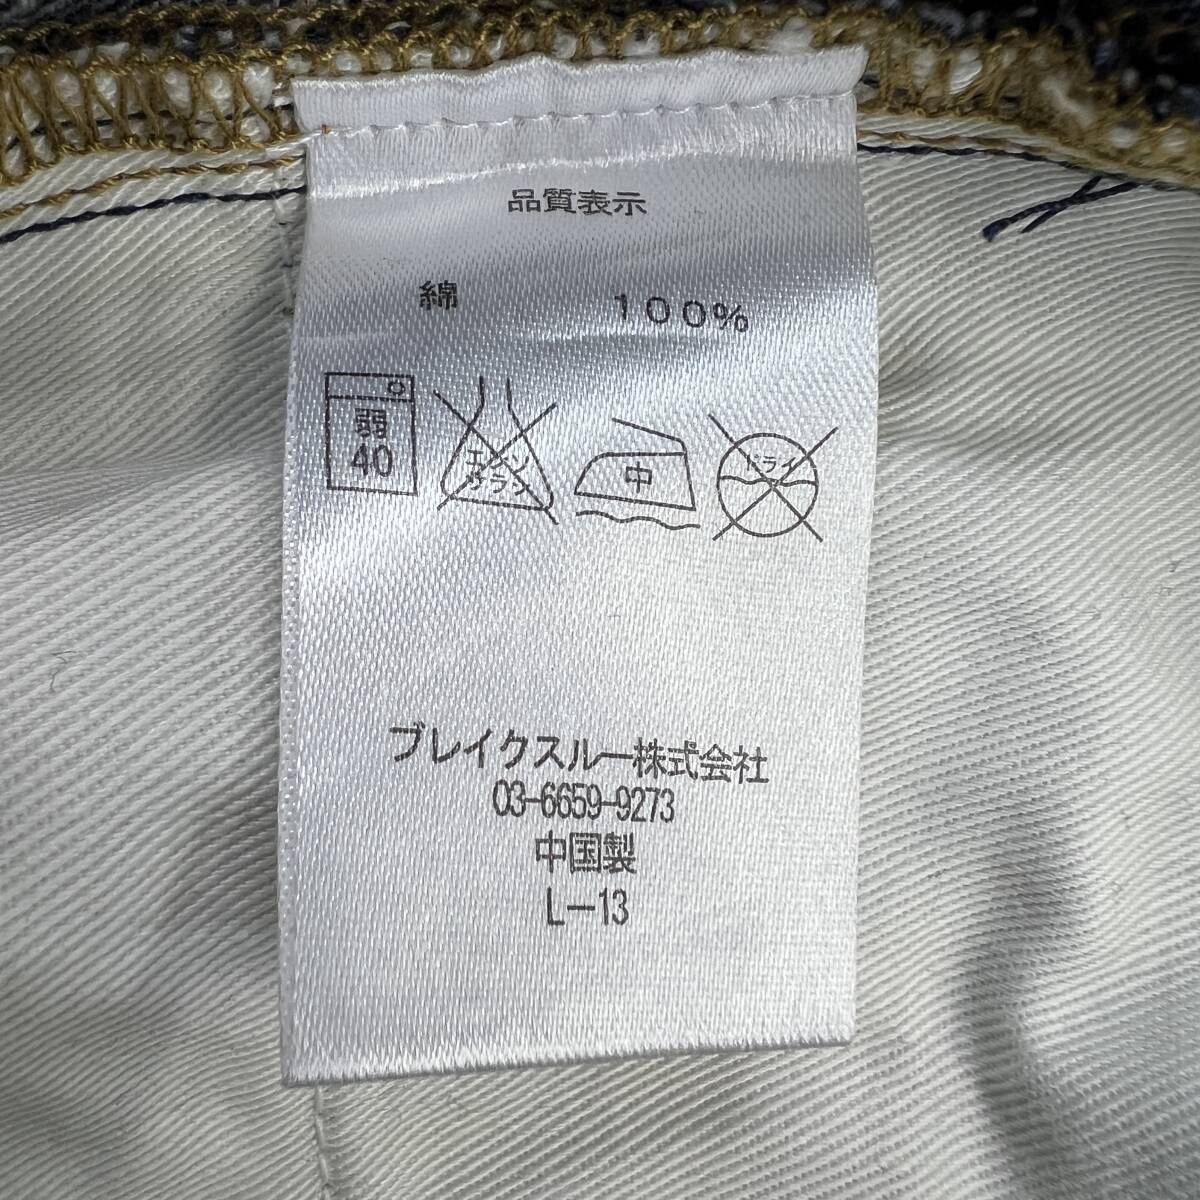 品質表示
綿 100%
弱
40
エンソ
サラシ
中
ドライ
ブレイクスルー株式会社
03-6659-9273
中国製
L-13